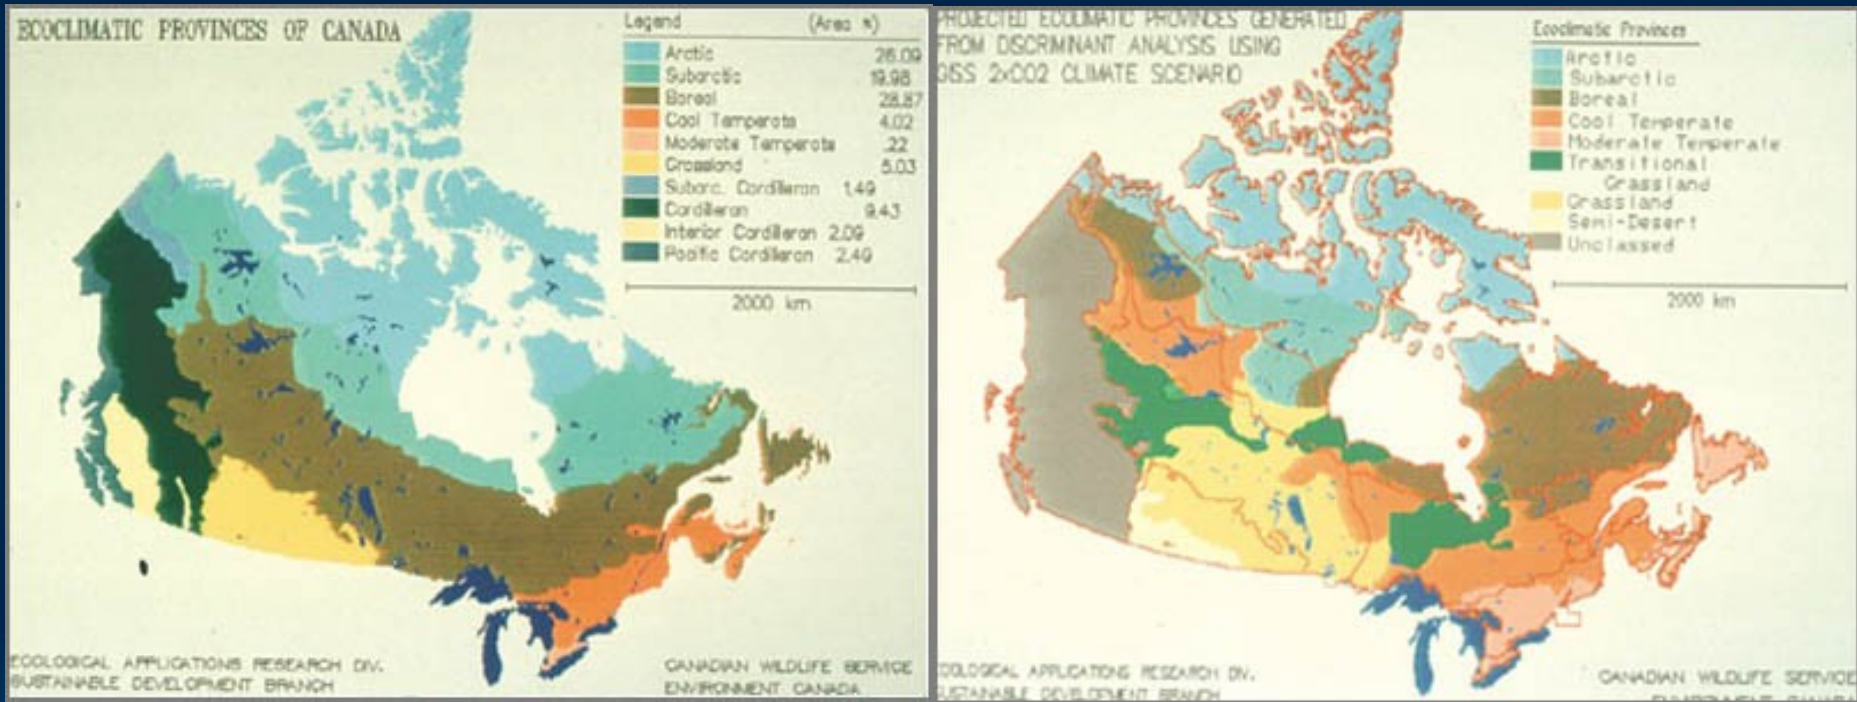 ECOCLIMATIC PROVINCES OF CANADA
Legend (Area %)
Arctic 26.09
Subarctic 19.98
Boreal 28.87
Cool Temperate 4.02
Moderate Temperate .22
Grassland 5.03
Subarc. Cordilleran 1.49
Cordilleran 9.43
Interior Cordilleran 2.09
Pacific Cordilleran 2.49
2000 km
ECOLOGICAL APPLICATIONS RESEARCH DIV.
SUSTAINABLE DEVELOPMENT BRANCH
CANADIAN WILDLIFE SERVICE
ENVIRONMENT CANADA
PROJECTED ECOCLIMATIC PROVINCES GENERATED
FROM DISCRIMINANT ANALYSIS USING
GISS 2xCO2 CLIMATE SCENARIO
Ecoclimatic Provinces
Arctic
Subarctic
Boreal
Cool Temperate
Moderate Temperate
Transitional
Grassland
Grassland
Semi-Desert
Unclassed
2000 km
ECOLOGICAL APPLICATIONS RESEARCH DIV.
SUSTAINABLE DEVELOPMENT BRANCH
CANADIAN WILDLIFE SERVICE
ENVIRONMENT CANADA